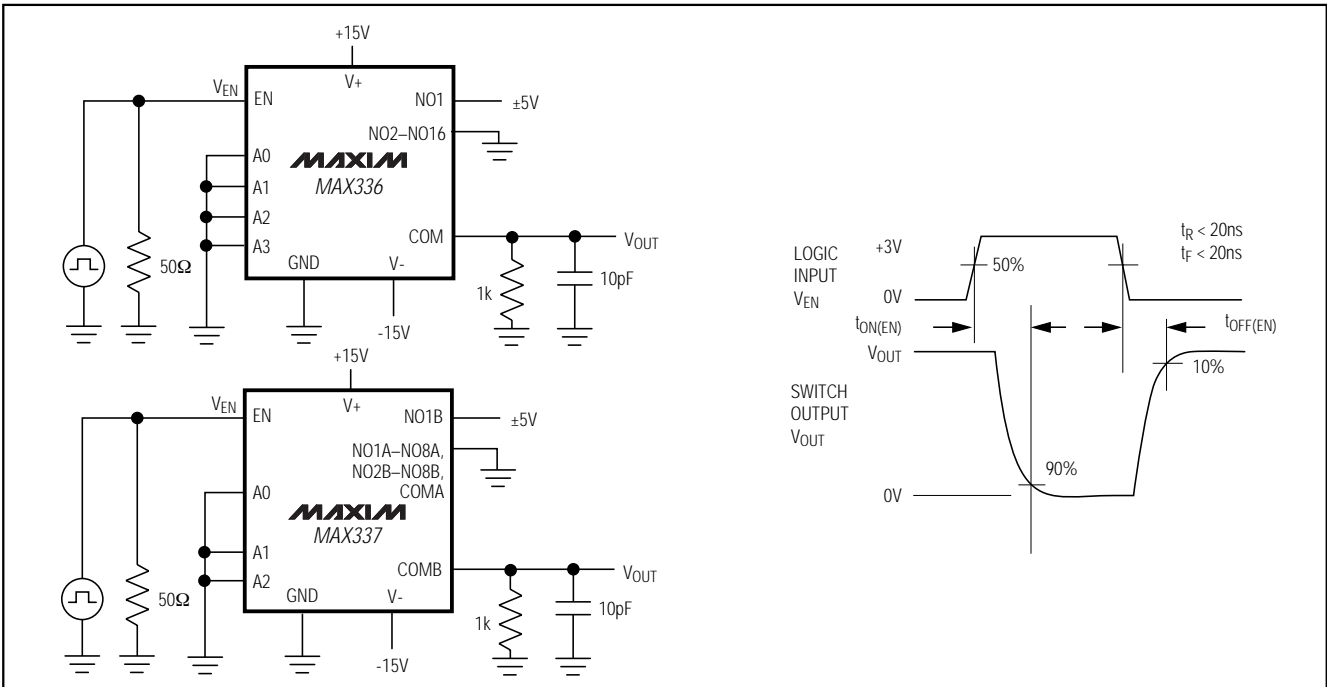 +15V
V+
VEN
EN
NO1
±5V
NO2–NO16
A0
MAXIM
MAX336
A1
A2
A3
COM
VOUT
50Ω
GND
V-
1k
10pF
-15V
+15V
V+
VEN
EN
NO1B
±5V
NO1A–NO8A,
NO2B–NO8B,
COMA
A0
MAXIM
MAX337
A1
A2
COMB
VOUT
50Ω
GND
V-
1k
10pF
-15V
LOGIC
INPUT
VEN
+3V
50%
0V
tR < 20ns
tF < 20ns
tON(EN)
tOFF(EN)
VOUT
10%
SWITCH
OUTPUT
VOUT
90%
0V